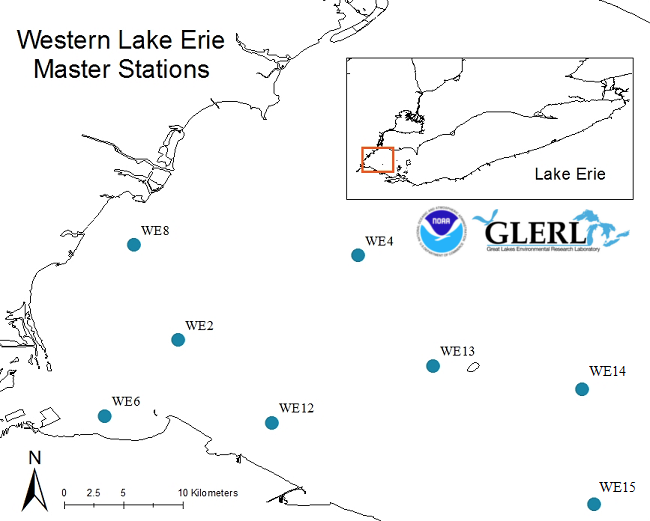 Western Lake Erie
Master Stations
Lake Erie
NOAA
GLERL
Great Lakes Environmental Research Laboratory
WE8
WE4
WE2
WE13
WE14
WE6
WE12
WE15
N
0 2.5 5 10 Kilometers